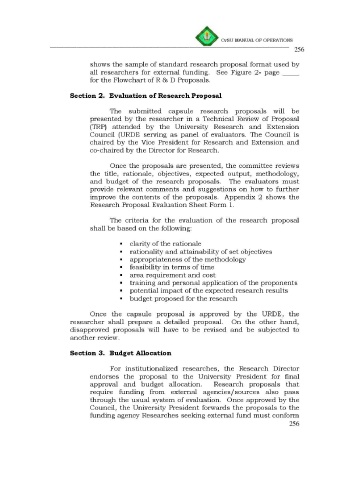 CvSU MANUAL OF OPERATIONS
256
shows the sample of standard research proposal format used by
all researchers for external funding. See Figure 2- page _____
for the Flowchart of R & D Proposals.
Section 2. Evaluation of Research Proposal
The submitted capsule research proposals will be
presented by the researcher in a Technical Review of Proposal
(TRP) attended by the University Research and Extension
Council (URDE serving as panel of evaluators. The Council is
chaired by the Vice President for Research and Extension and
co-chaired by the Director for Research.
Once the proposals are presented, the committee reviews
the title, rationale, objectives, expected output, methodology,
and budget of the research proposals. The evaluators must
provide relevant comments and suggestions on how to further
improve the contents of the proposals. Appendix 2 shows the
Research Proposal Evaluation Sheet Form 1.
The criteria for the evaluation of the research proposal
shall be based on the following:
• clarity of the rationale
• rationality and attainability of set objectives
• appropriateness of the methodology
• feasibility in terms of time
• area requirement and cost
• training and personal application of the proponents
• potential impact of the expected research results
• budget proposed for the research
Once the capsule proposal is approved by the URDE, the
researcher shall prepare a detailed proposal. On the other hand,
disapproved proposals will have to be revised and be subjected to
another review.
Section 3. Budget Allocation
For institutionalized researches, the Research Director
endorses the proposal to the University President for final
approval and budget allocation. Research proposals that
require funding from external agencies/sources also pass
through the usual system of evaluation. Once approved by the
Council, the University President forwards the proposals to the
funding agency Researches seeking external fund must conform
256